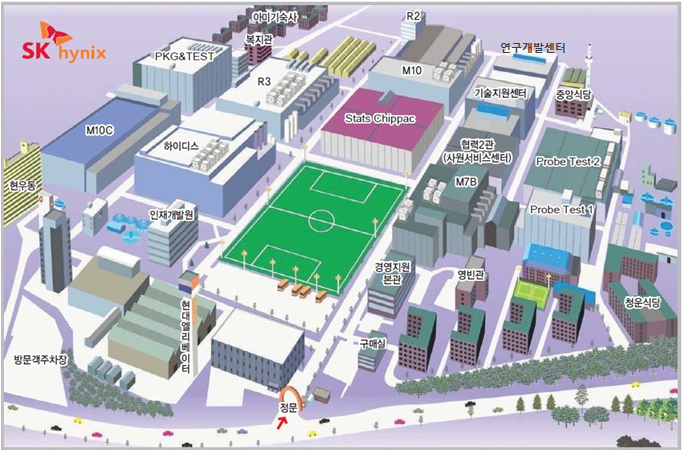 SK hynix
아미기숙사
복지관
R2
연구개발센터
PKG&TEST
R3
M10
기술지원센터
중앙식당
Stats Chippac
M10C
하이디스
협력2관
(사원서비스센터)
Probe Test 2
M7B
현우동
인재개발원
Probe Test 1
경영지원
본관
영빈관
청운식당
현대엘리베이터
방문객주차장
구매실
정문